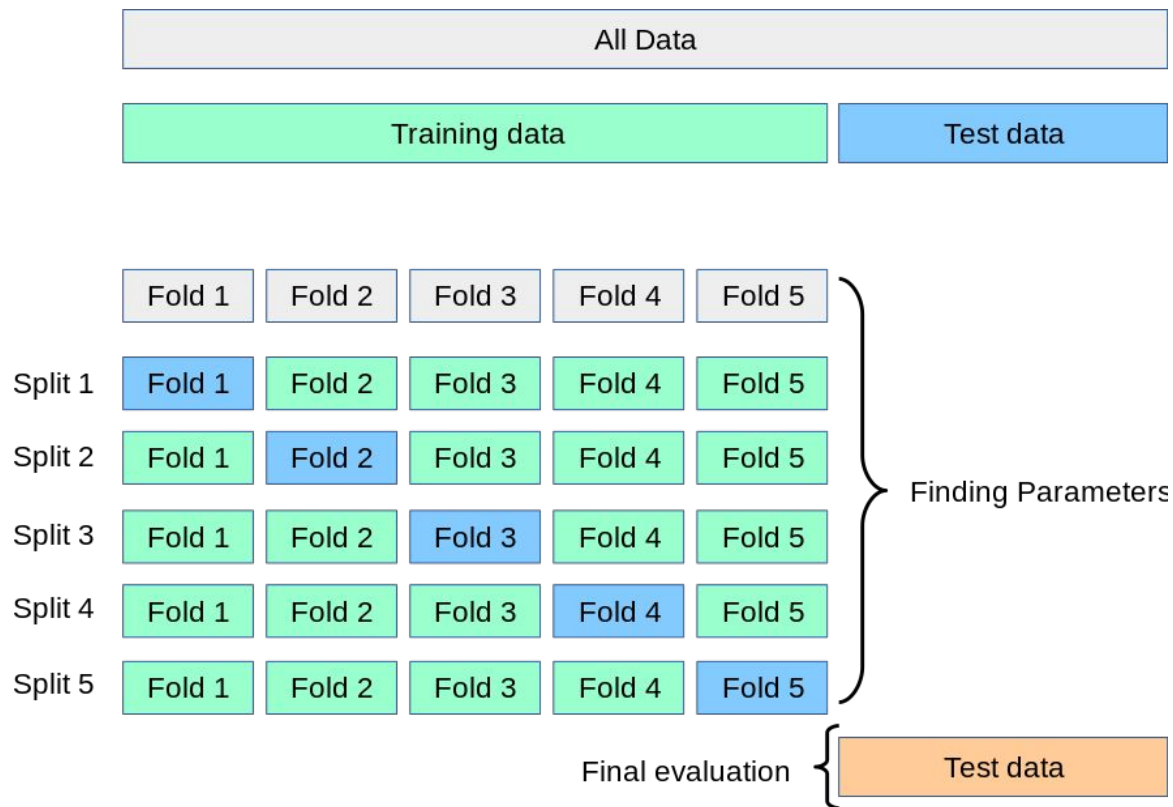 All Data
Training data Test data
Fold 1 Fold 2 Fold 3 Fold 4 Fold 5
Split 1 Fold 1 Fold 2 Fold 3 Fold 4 Fold 5
Split 2 Fold 1 Fold 2 Fold 3 Fold 4 Fold 5
Finding Parameters
Split 3 Fold 1 Fold 2 Fold 3 Fold 4 Fold 5
Split 4 Fold 1 Fold 2 Fold 3 Fold 4 Fold 5
Split 5 Fold 1 Fold 2 Fold 3 Fold 4 Fold 5
Final evaluation Test data